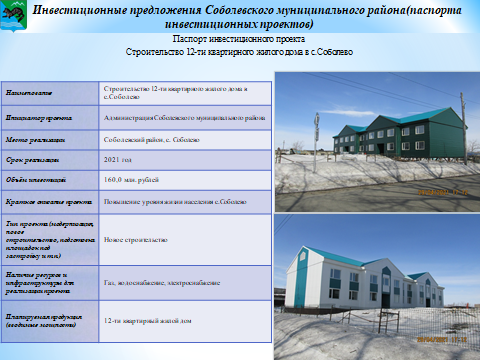 Инвестиционные предложения Соболевского муниципального района(паспорта
инвестиционных проектов)
Паспорт инвестиционного проекта
Строительство 12-ти квартирного жилого дома в с.Соболево
Наименование
Строительство 12-ти квартирного жилого дома в
с.Соболево
Инициатор проекта
Администрация Соболевского муниципального района
Место реализации
Соболевский район, с. Соболево
Срок реализации
2021 год
Объём инвестиций
160,0 млн. рублей
Краткое описание проекта
Повышение уровня жизни населения с.Соболево
Тип проекта (модернизация,
новое
строительство, подготовка
площадок под
застройку и т.п.)
Новое строительство
Наличие ресурсов и
инфраструктуры для
реализации проекта
Газ, водоснабжение, электроснабжение
Планируемая продукция
(вводимые мощности)
12-ти квартирный жилой дом